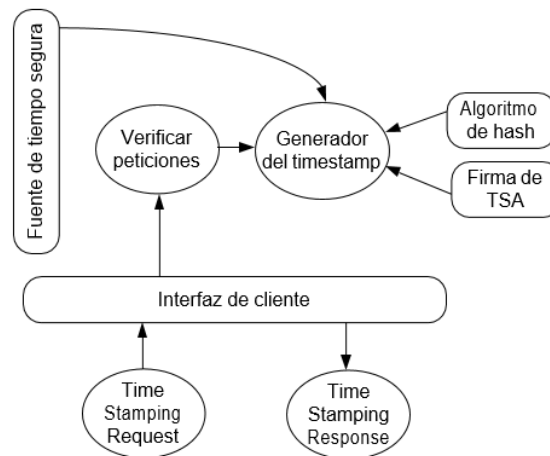 Fuente de tiempo segura
Verificar
peticiones
Generador
del timestamp
Algoritmo
de hash
Firma de
TSA
Interfaz de cliente
Time
Stamping
Request
Time
Stamping
Response